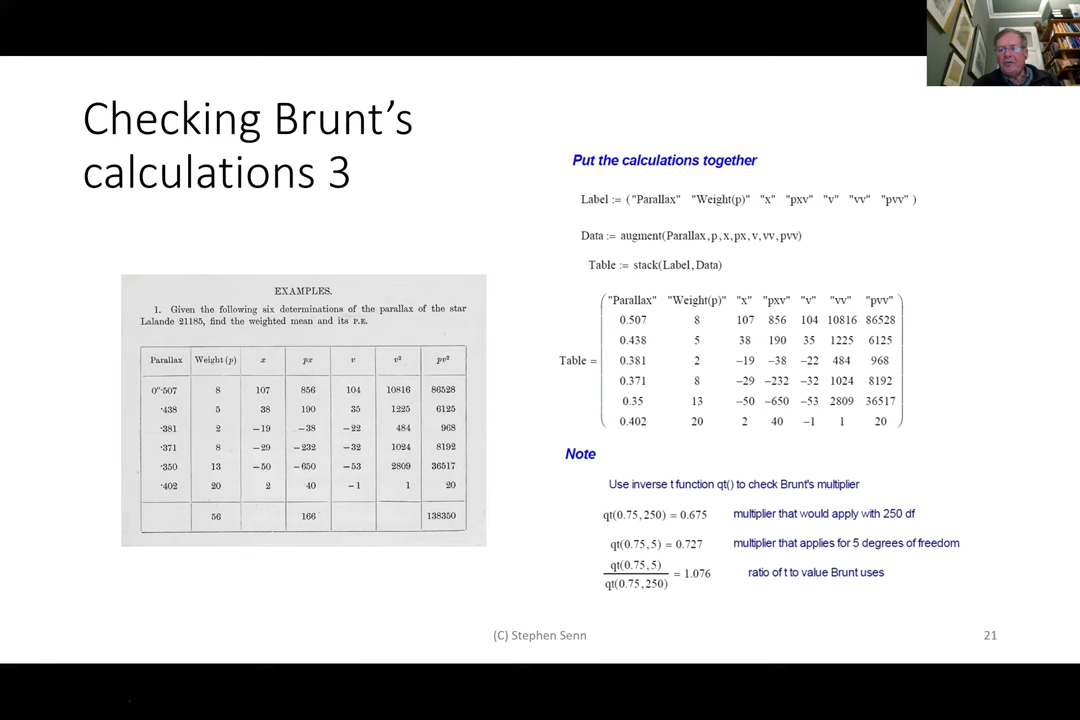 Checking Brunt's
calculations 3
EXAMPLES.
1. Given the following six determinations of the parallax of the star
Lalande 21185, find the weighted mean and its P.E.
Parallax Weight (p) x px v v² pv²
0″·507 8 107 856 104 10816 86528
·438 5 38 190 35 1225 6125
·381 2 −19 −38 −22 484 968
·371 8 −29 −232 −32 1024 8192
·350 13 −50 −650 −53 2809 36517
·402 20 2 40 −1 1 20
56 166 138350
Put the calculations together
Label := ( "Parallax" "Weight(p)" "x" "pxv" "v" "vv" "pvv" )
Data := augment(Parallax,p,x,px,v,vv,pvv)
Table := stack(Label,Data)
Table =
"Parallax" "Weight(p)" "x" "pxv" "v" "vv" "pvv"
0.507 8 107 856 104 10816 86528
0.438 5 38 190 35 1225 6125
0.381 2 −19 −38 −22 484 968
0.371 8 −29 −232 −32 1024 8192
0.35 13 −50 −650 −53 2809 36517
0.402 20 2 40 −1 1 20
Note
Use inverse t function qt() to check Brunt's multiplier
qt(0.75,250) = 0.675 multiplier that would apply with 250 df
qt(0.75,5) = 0.727 multiplier that applies for 5 degrees of freedom
qt(0.75,5)
qt(0.75,250)
= 1.076 ratio of t to value Brunt uses
(C) Stephen Senn
21